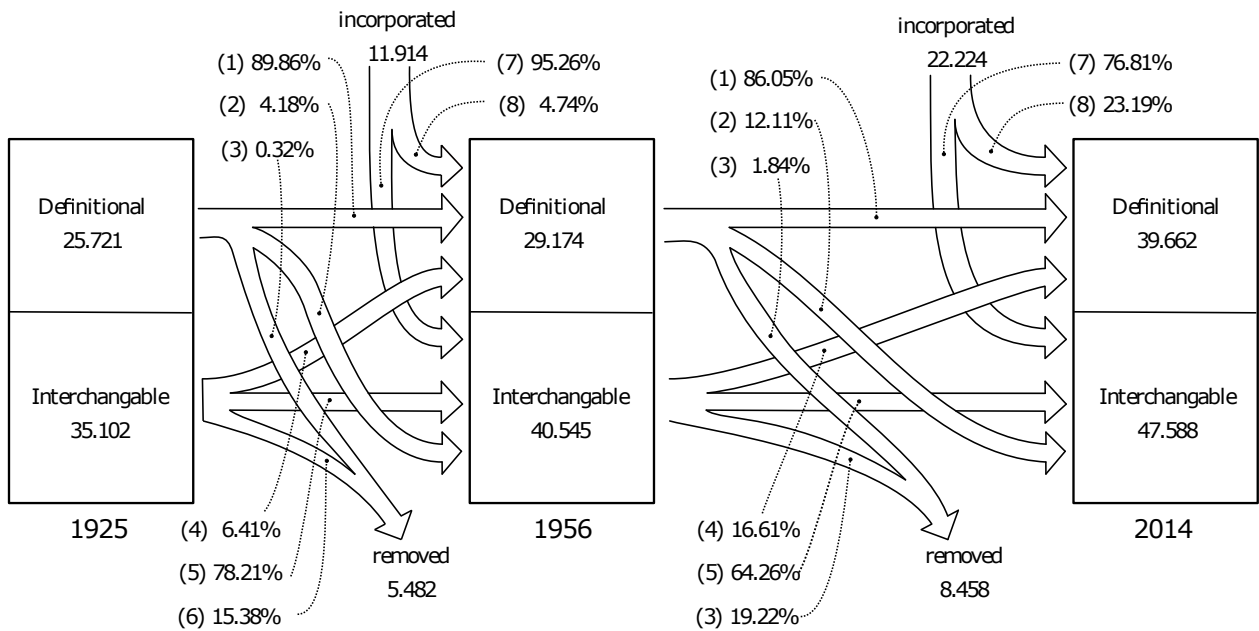 incorporated
11.914
(1) 89.86%
(2) 4.18%
(3) 0.32%
(7) 95.26%
(8) 4.74%
incorporated
22.224
(1) 86.05%
(2) 12.11%
(3) 1.84%
(7) 76.81%
(8) 23.19%
Definitional
25.721
Interchangable
35.102
1925
Definitional
29.174
Interchangable
40.545
1956
Definitional
39.662
Interchangable
47.588
2014
(4) 6.41%
(5) 78.21%
(6) 15.38%
removed
5.482
(4) 16.61%
(5) 64.26%
(3) 19.22%
removed
8.458